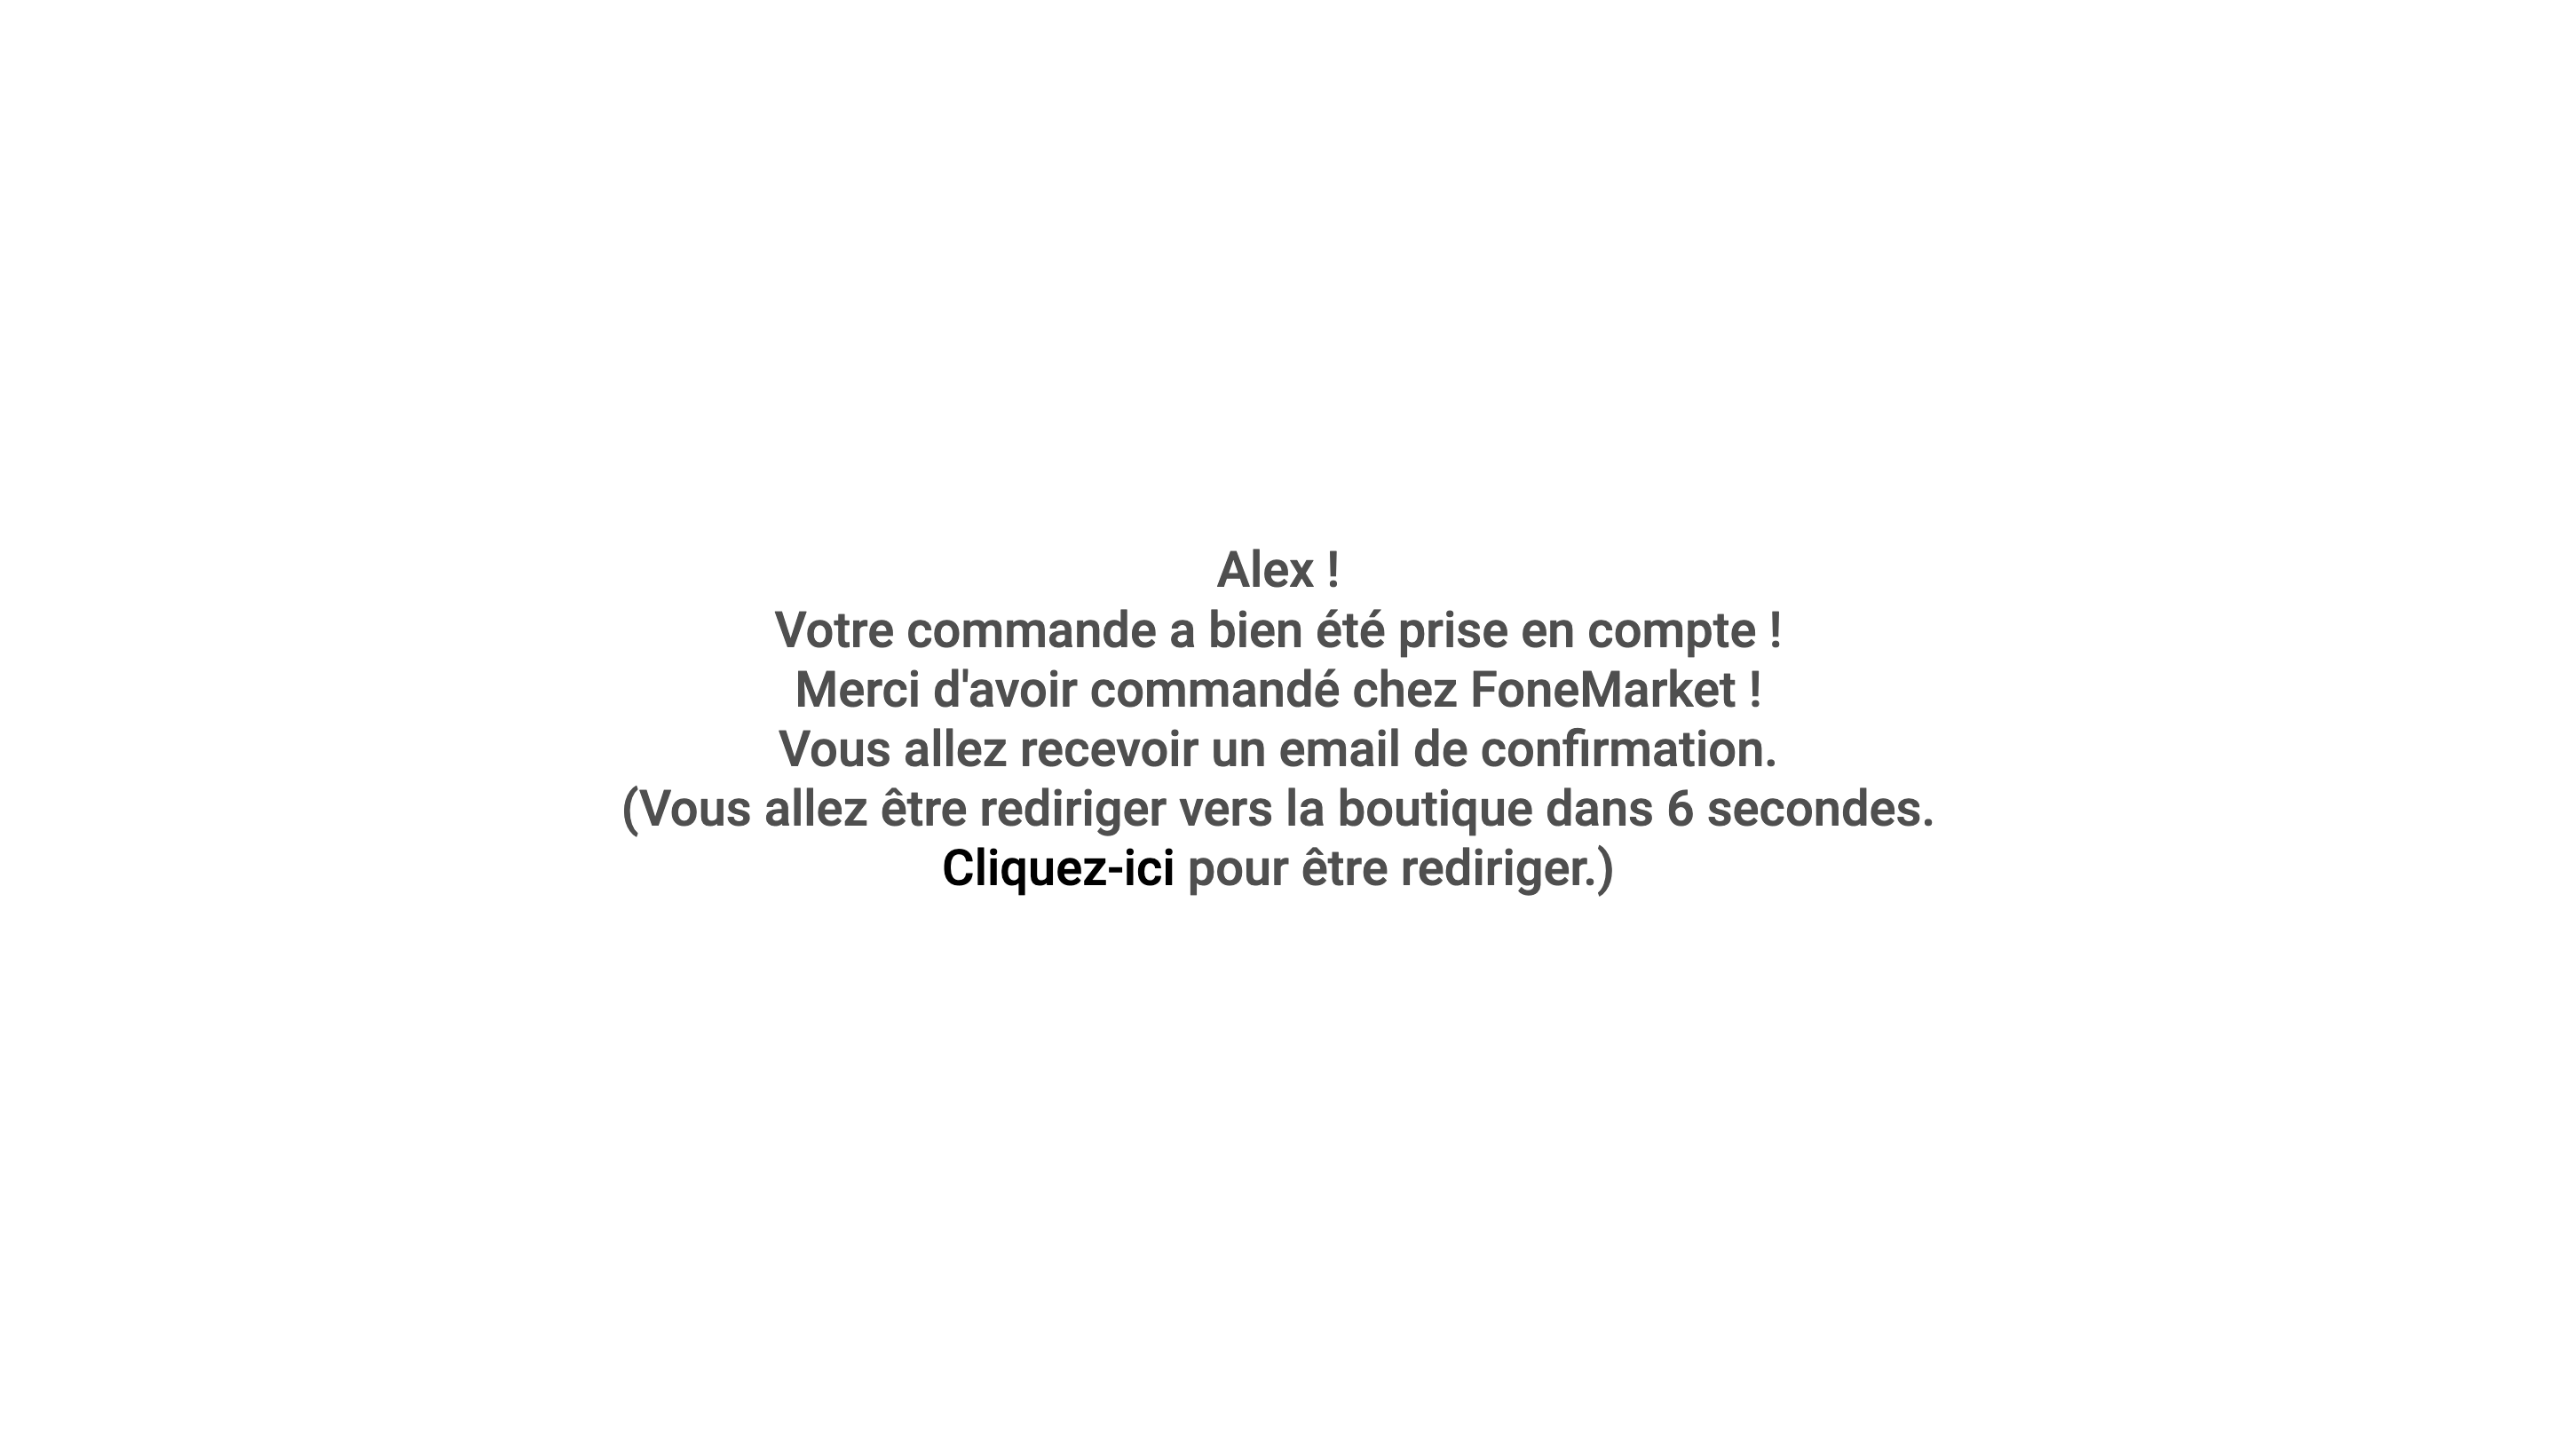 Alex !
Votre commande a bien été prise en compte !
Merci d'avoir commandé chez FoneMarket !
Vous allez recevoir un email de confirmation.
(Vous allez être rediriger vers la boutique dans 6 secondes.
Cliquez-ici pour être rediriger.)